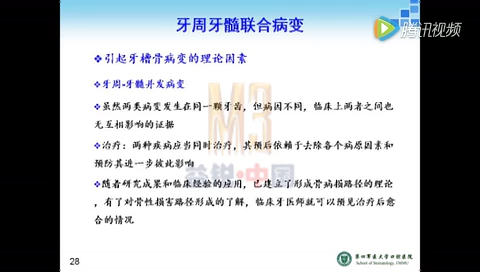 牙周牙髓联合病变
腾讯视频
❖引起牙槽骨病变的理论因素
❖牙周-牙髓并发病变
❖虽然两类病变发生在同一颗牙齿，但病因不同，临床上两者之间也
无互相影响的证据
❖治疗：两种疾病应当同时治疗，其预后依赖于去除各个病原因素和
预防其进一步彼此影响
❖随着研究成果和临床经验的应用，已建立了形成骨病损路径的理论
，有了对骨性损害路径形成的了解，临床牙医师就可以预见治疗后愈
合的情况
M3
益锐·中国
28
第四军医大学口腔医院
School of Stomatology, FMMU